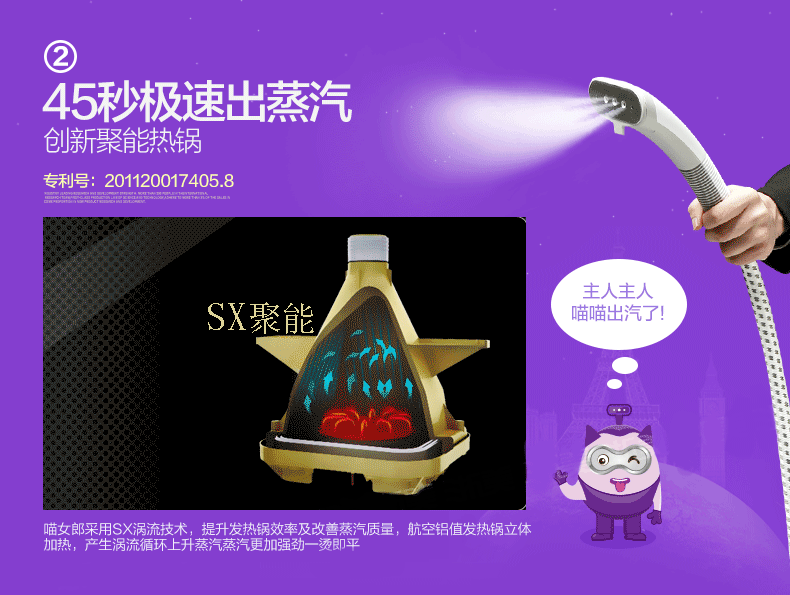 2
45秒极速出蒸汽
创新聚能热锅
专利号：201120017405.8
SX聚能
主人主人
喵喵出汽了!
喵女郎采用SX涡流技术，提升发热锅效率及改善蒸汽质量，航空铝值发热锅立体
加热，产生涡流循环上升蒸汽蒸汽更加强劲一烫即平